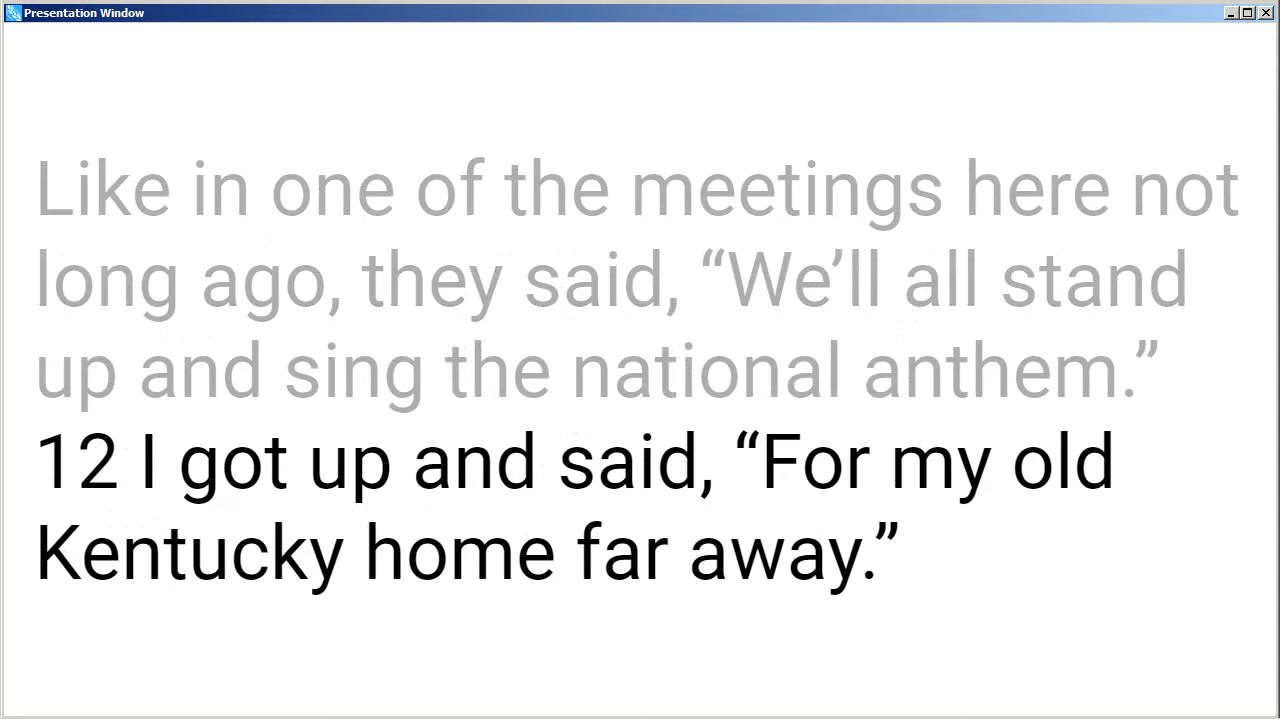 Presentation Window
Like in one of the meetings here not
long ago, they said, “We’ll all stand
up and sing the national anthem.”
12 I got up and said, “For my old
Kentucky home far away.”